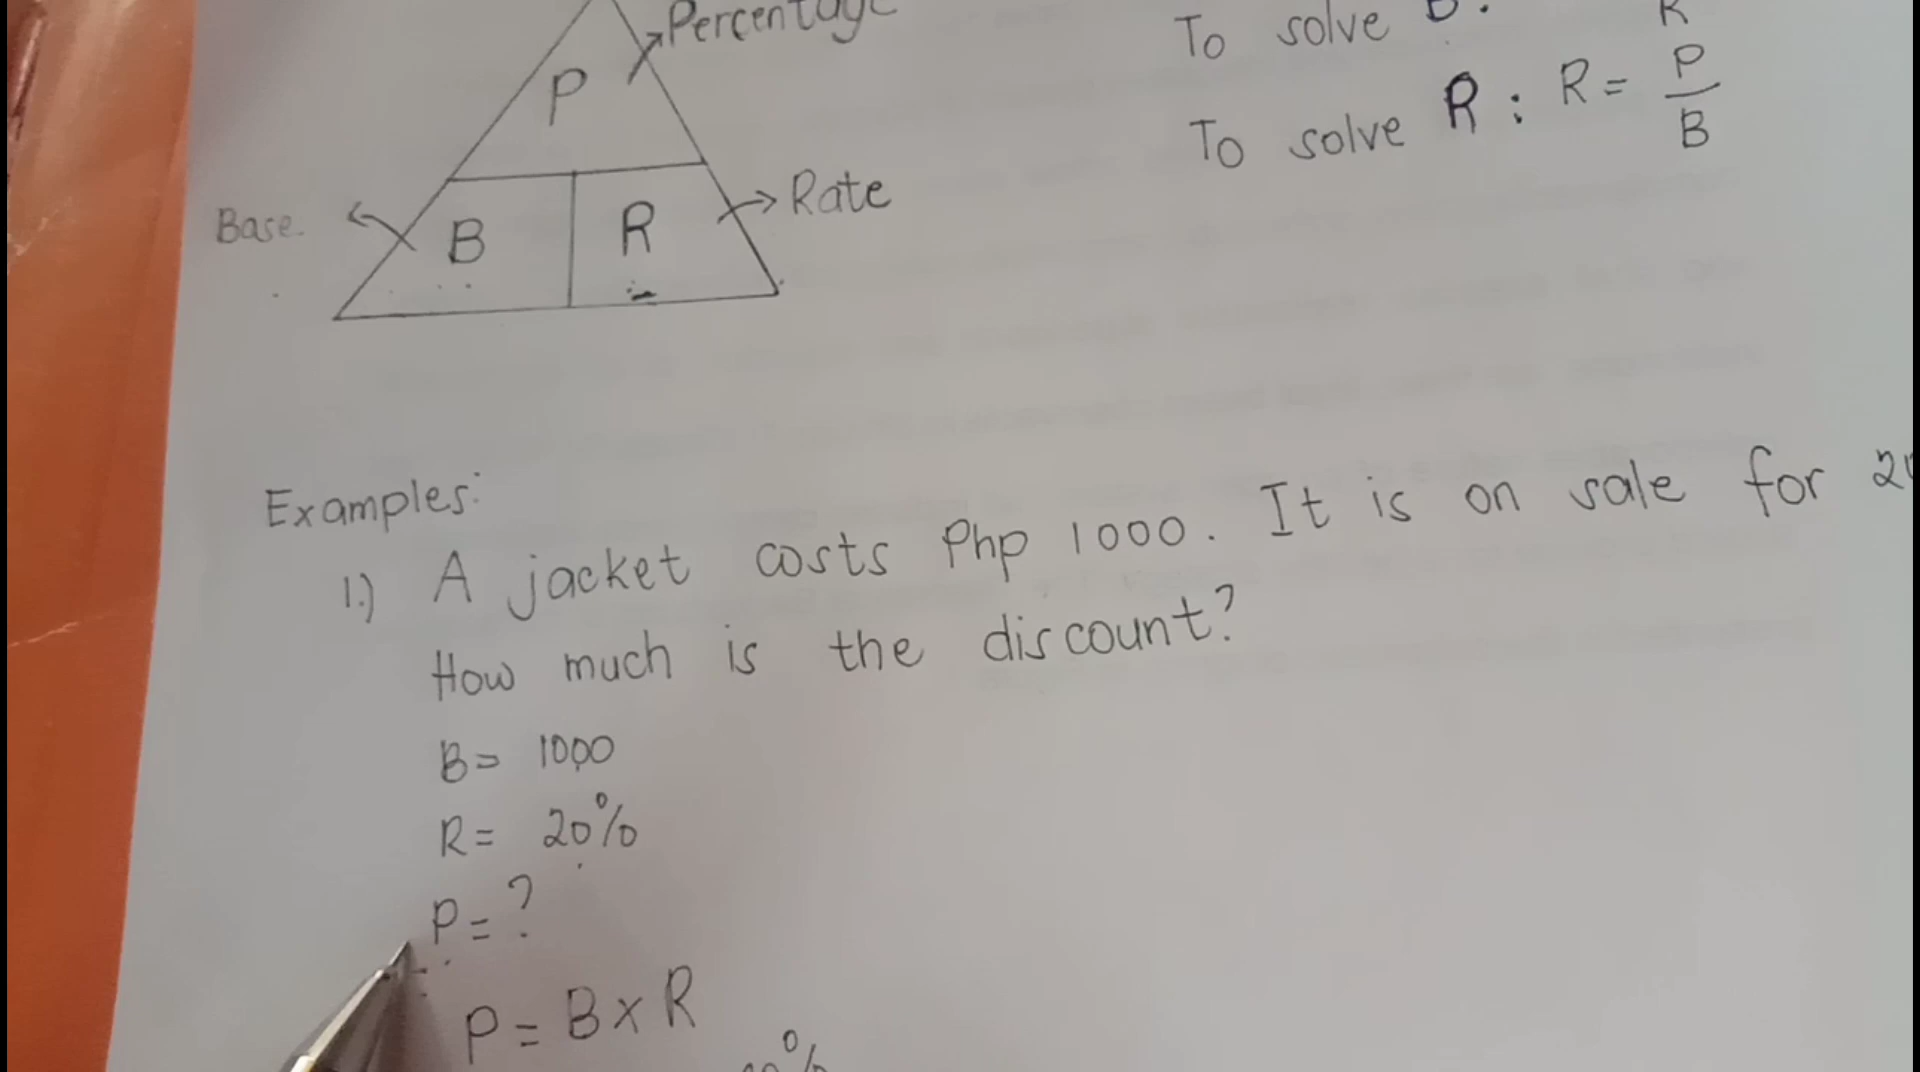 Percentage
P
Base.
B
R
Rate
To solve B:
R
To solve R: R = P
B
Examples:
1.) A jacket costs Php 1000. It is on sale for
How much is the discount?
B = 1000
R = 20%
P = ?
P = B x R